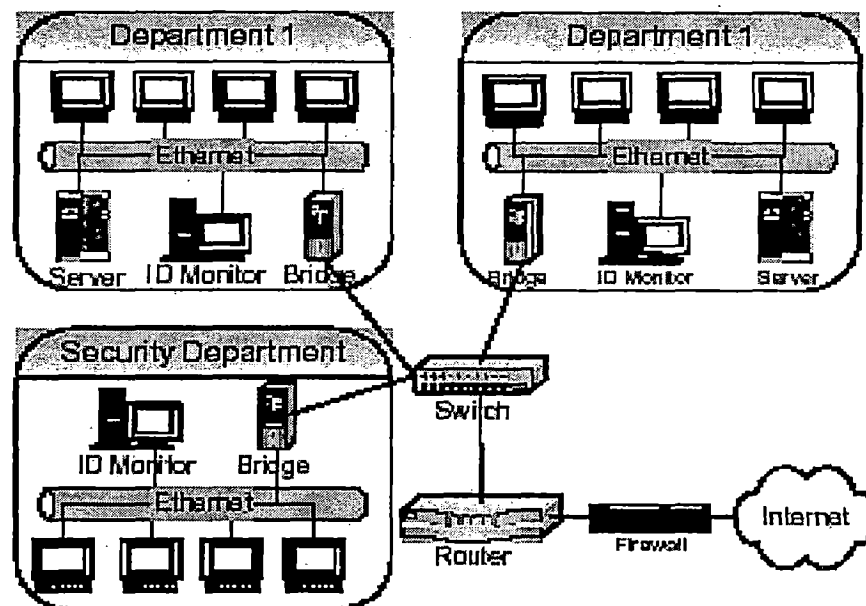 Department 1
Ethernet
Server
ID Monitor
Bridge
Department 1
Ethernet
Bridge
ID Monitor
Server
Security Department
ID Monitor
Bridge
Ethernet
Switch
Router
Firewall
Internet